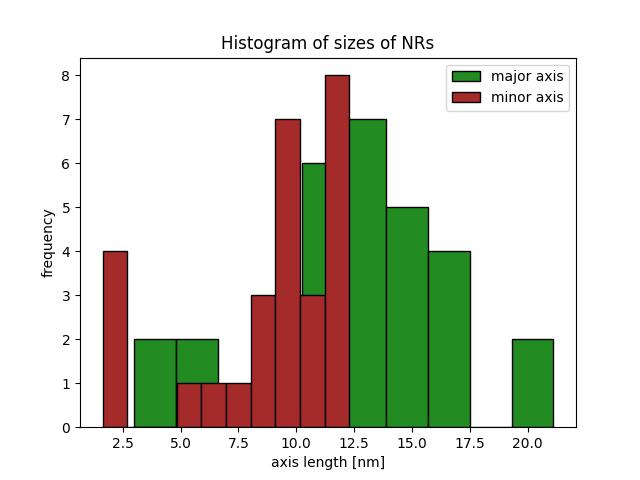 Histogram of sizes of NRs
major axis
minor axis
8
7
6
5
4
3
2
1
0
frequency
2.5 5.0 7.5 10.0 12.5 15.0 17.5 20.0
axis length [nm]